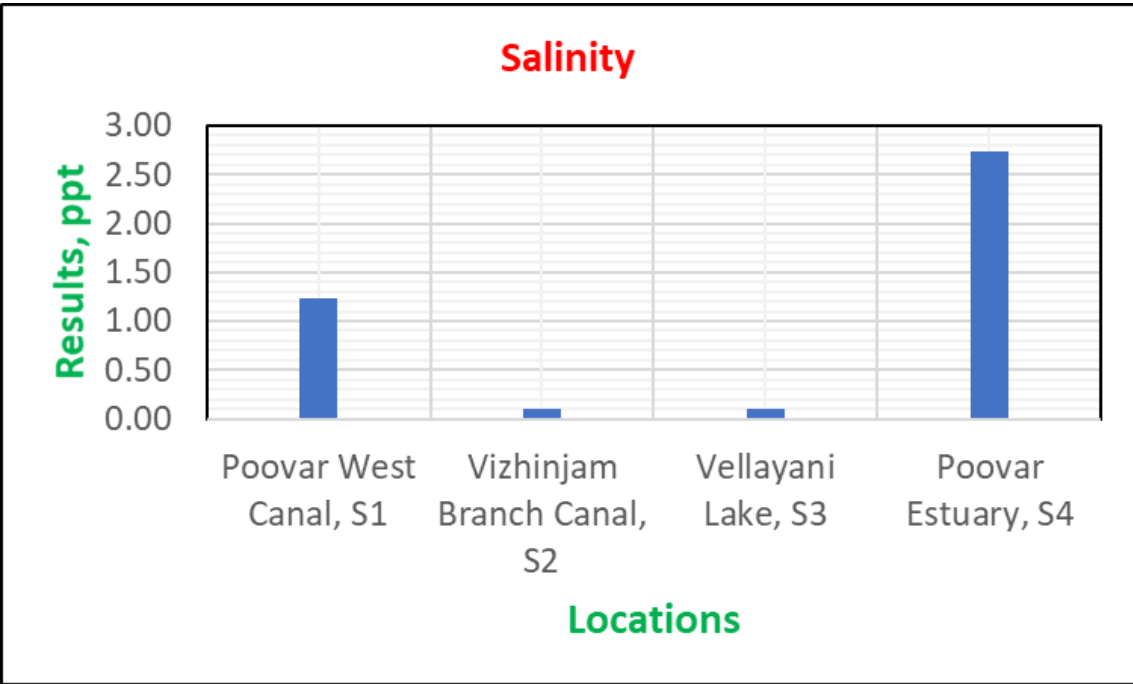 Salinity
Results, ppt
3.00
2.50
2.00
1.50
1.00
0.50
0.00
Poovar West
Canal, S1
Vizhinjam
Branch Canal,
S2
Vellayani
Lake, S3
Poovar
Estuary, S4
Locations